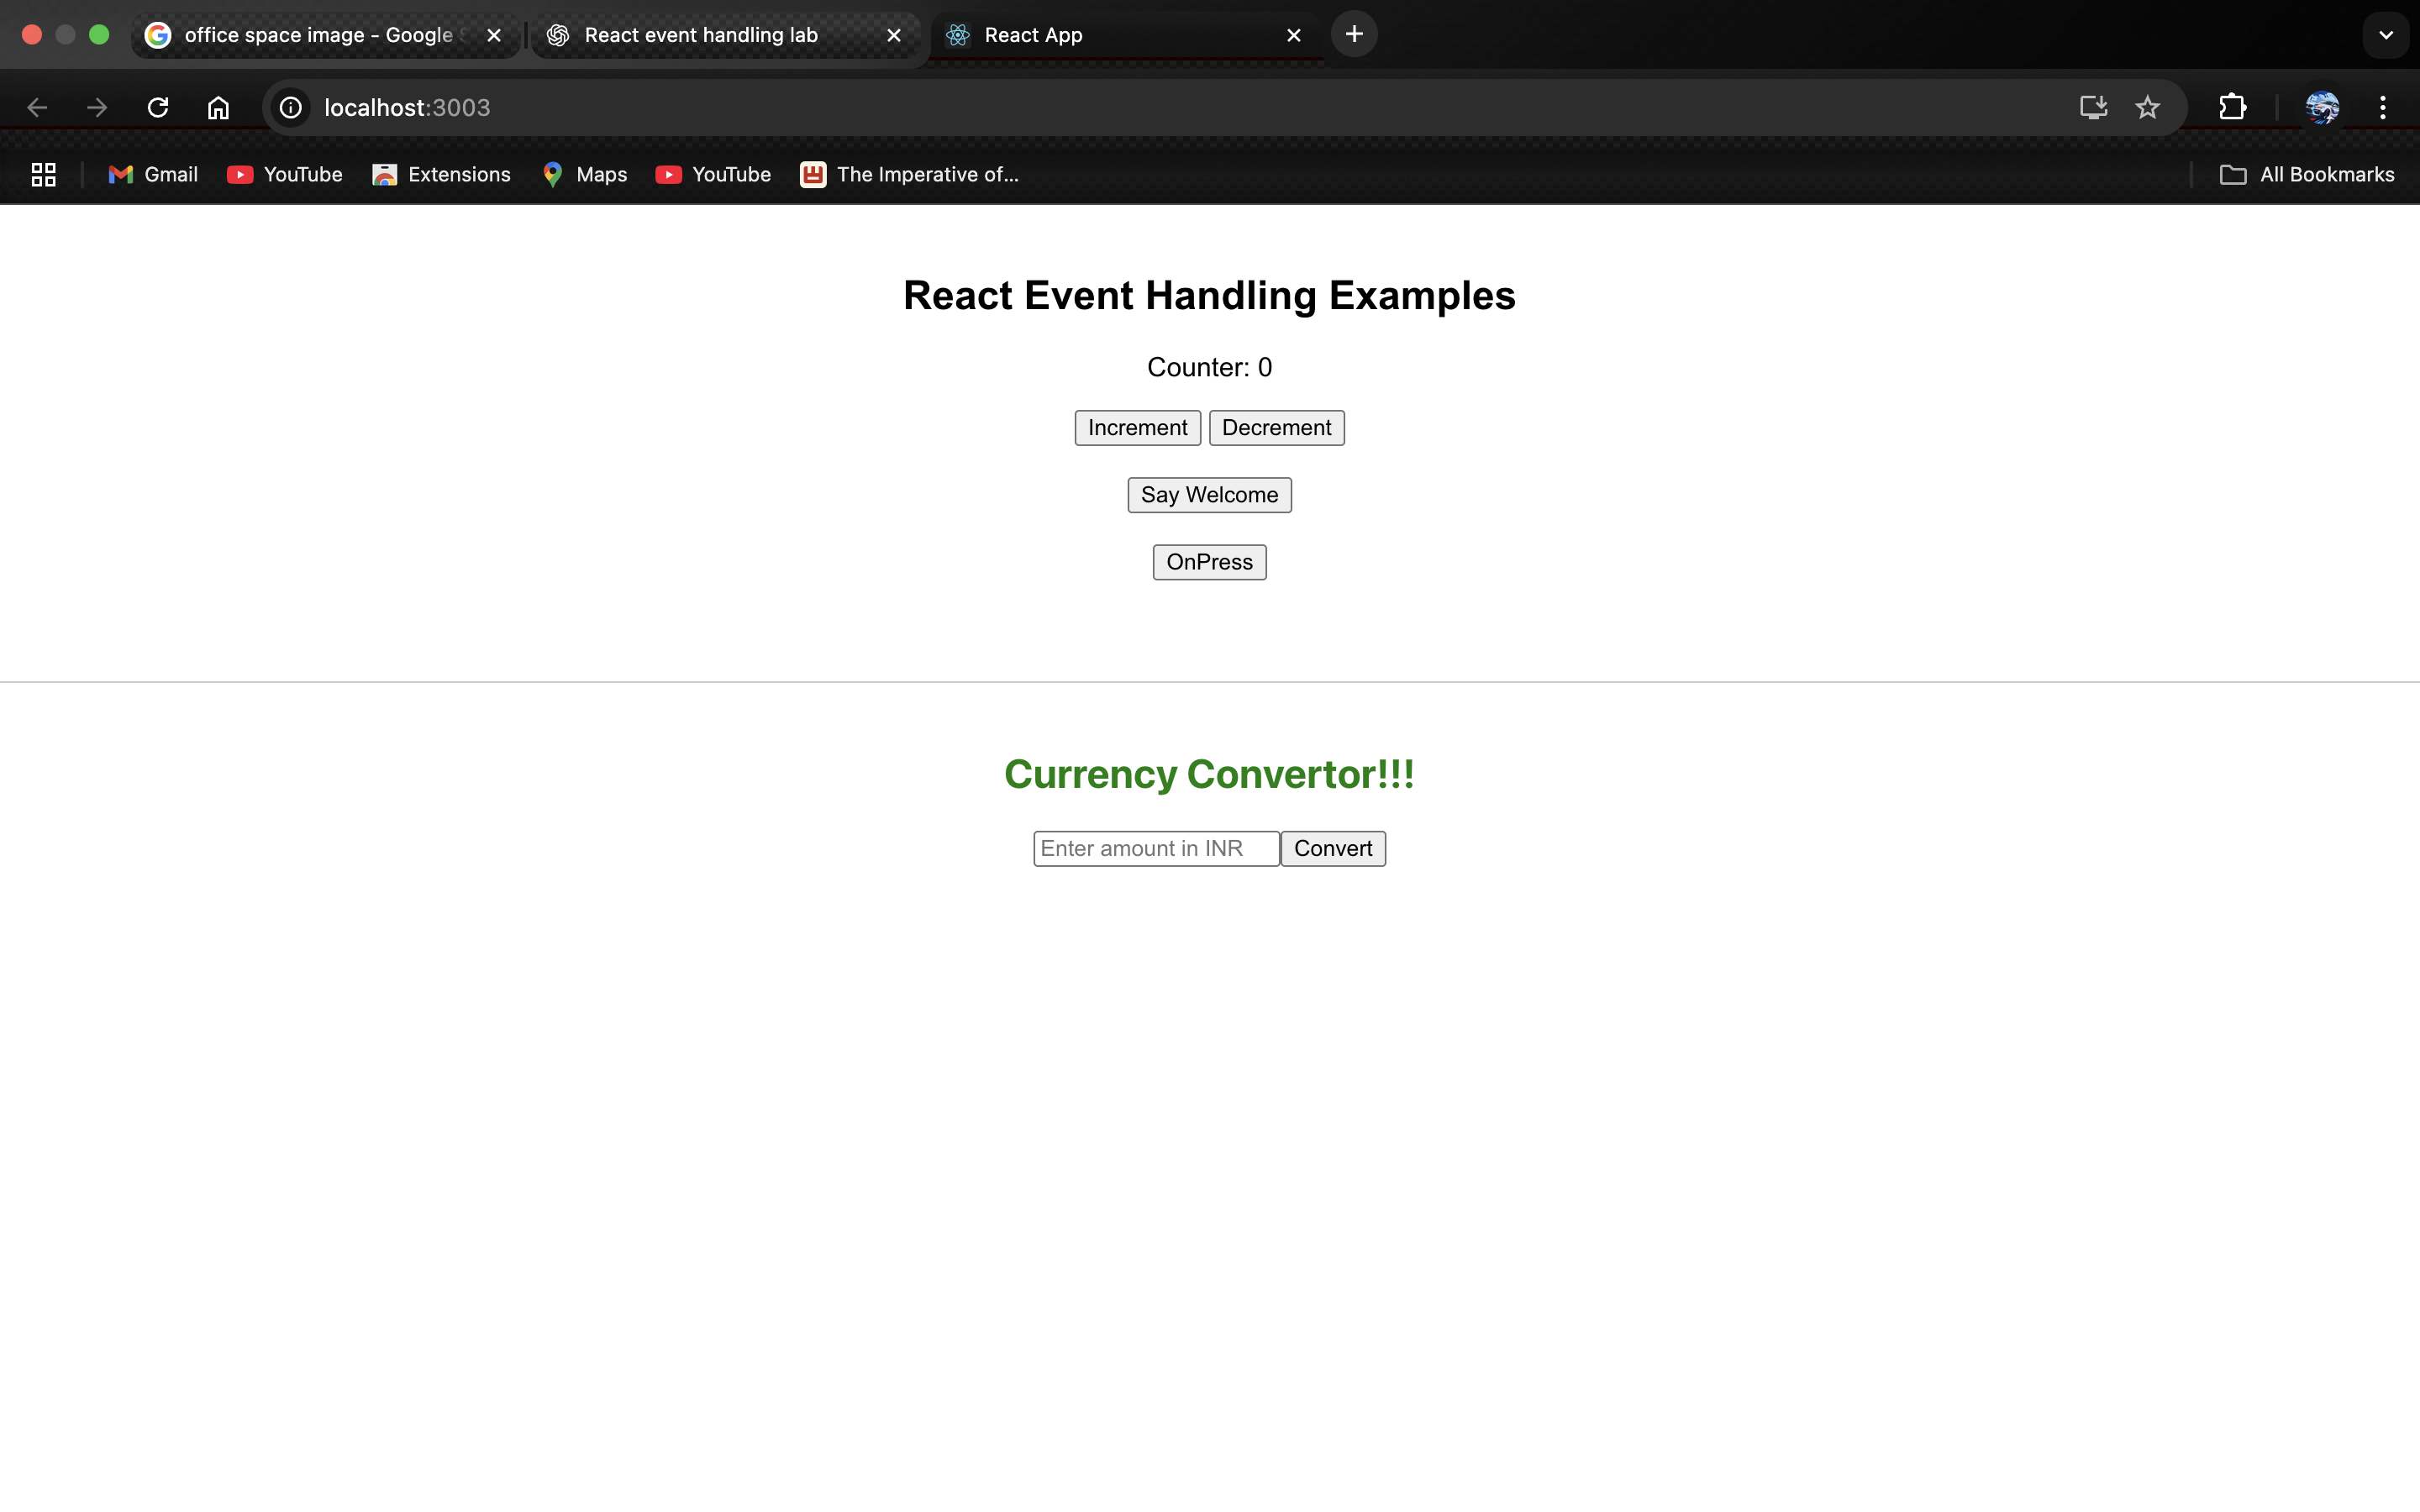 office space image - Google
React event handling lab
React App
localhost:3003
Gmail
YouTube
Extensions
Maps
YouTube
The Imperative of...
All Bookmarks
React Event Handling Examples
Counter: 0
Increment Decrement
Say Welcome
OnPress
Currency Convertor!!!
Enter amount in INR Convert